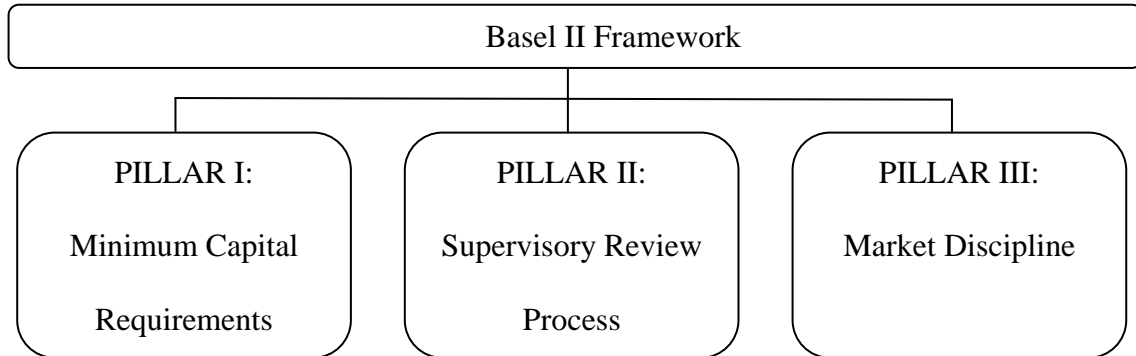 Basel II Framework
PILLAR I:
Minimum Capital
Requirements
PILLAR II:
Supervisory Review
Process
PILLAR III:
Market Discipline